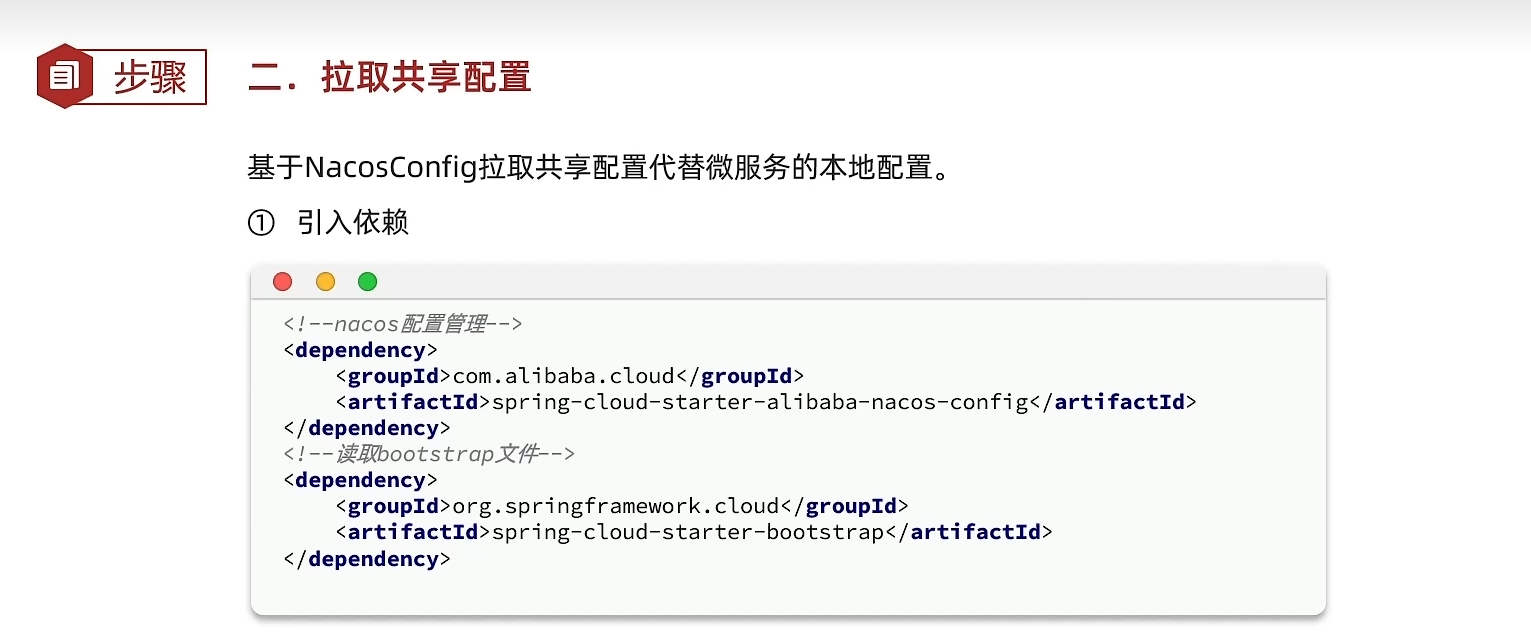 步骤
二．拉取共享配置
基于NacosConfig拉取共享配置代替微服务的本地配置。
① 引入依赖
<!--nacos配置管理-->
<dependency>
    <groupId>com.alibaba.cloud</groupId>
    <artifactId>spring-cloud-starter-alibaba-nacos-config</artifactId>
</dependency>
<!--读取bootstrap文件-->
<dependency>
    <groupId>org.springframework.cloud</groupId>
    <artifactId>spring-cloud-starter-bootstrap</artifactId>
</dependency>